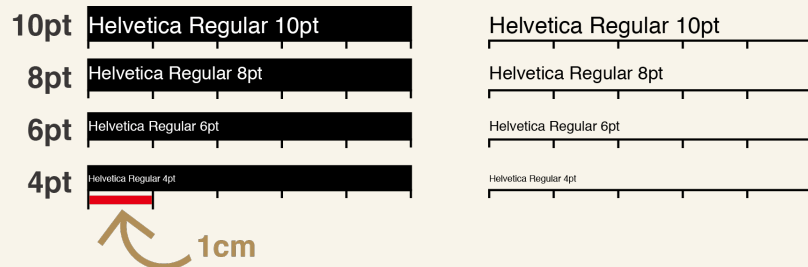 10pt Helvetica Regular 10pt Helvetica Regular 10pt
8pt Helvetica Regular 8pt Helvetica Regular 8pt
6pt Helvetica Regular 6pt Helvetica Regular 6pt
4pt Helvetica Regular 4pt Helvetica Regular 4pt
1cm